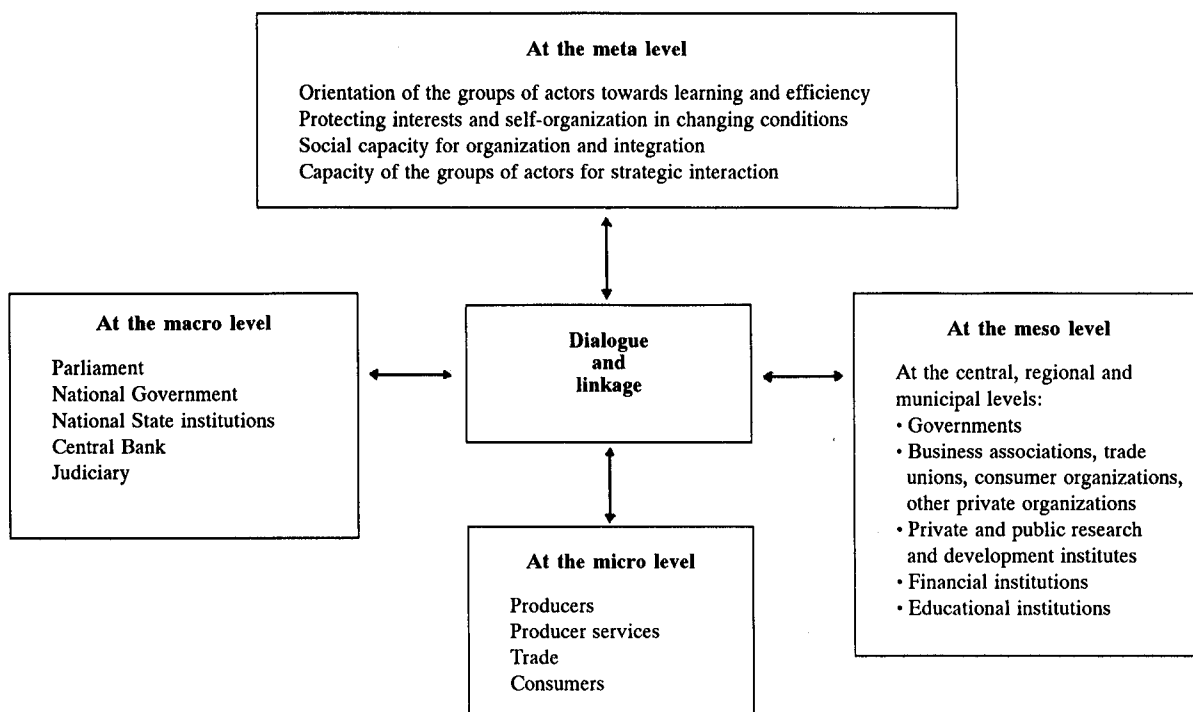 At the meta level
Orientation of the groups of actors towards learning and efficiency
Protecting interests and self-organization in changing conditions
Social capacity for organization and integration
Capacity of the groups of actors for strategic interaction
At the macro level
Parliament
National Government
National State institutions
Central Bank
Judiciary
Dialogue
and
linkage
At the meso level
At the central, regional and
municipal levels:
• Governments
• Business associations, trade
unions, consumer organizations,
other private organizations
• Private and public research
and development institutes
• Financial institutions
• Educational institutions
At the micro level
Producers
Producer services
Trade
Consumers